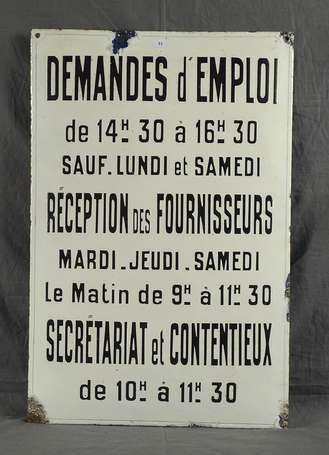 DEMANDES d'EMPLOI
de 14H 30 à 16H 30
SAUF. LUNDI et SAMEDI
RÉCEPTION DES FOURNISSEURS
MARDI - JEUDI - SAMEDI
Le Matin de 9H à 11H 30
SECRÉTARIAT et CONTENTIEUX
de 10H à 11H 30